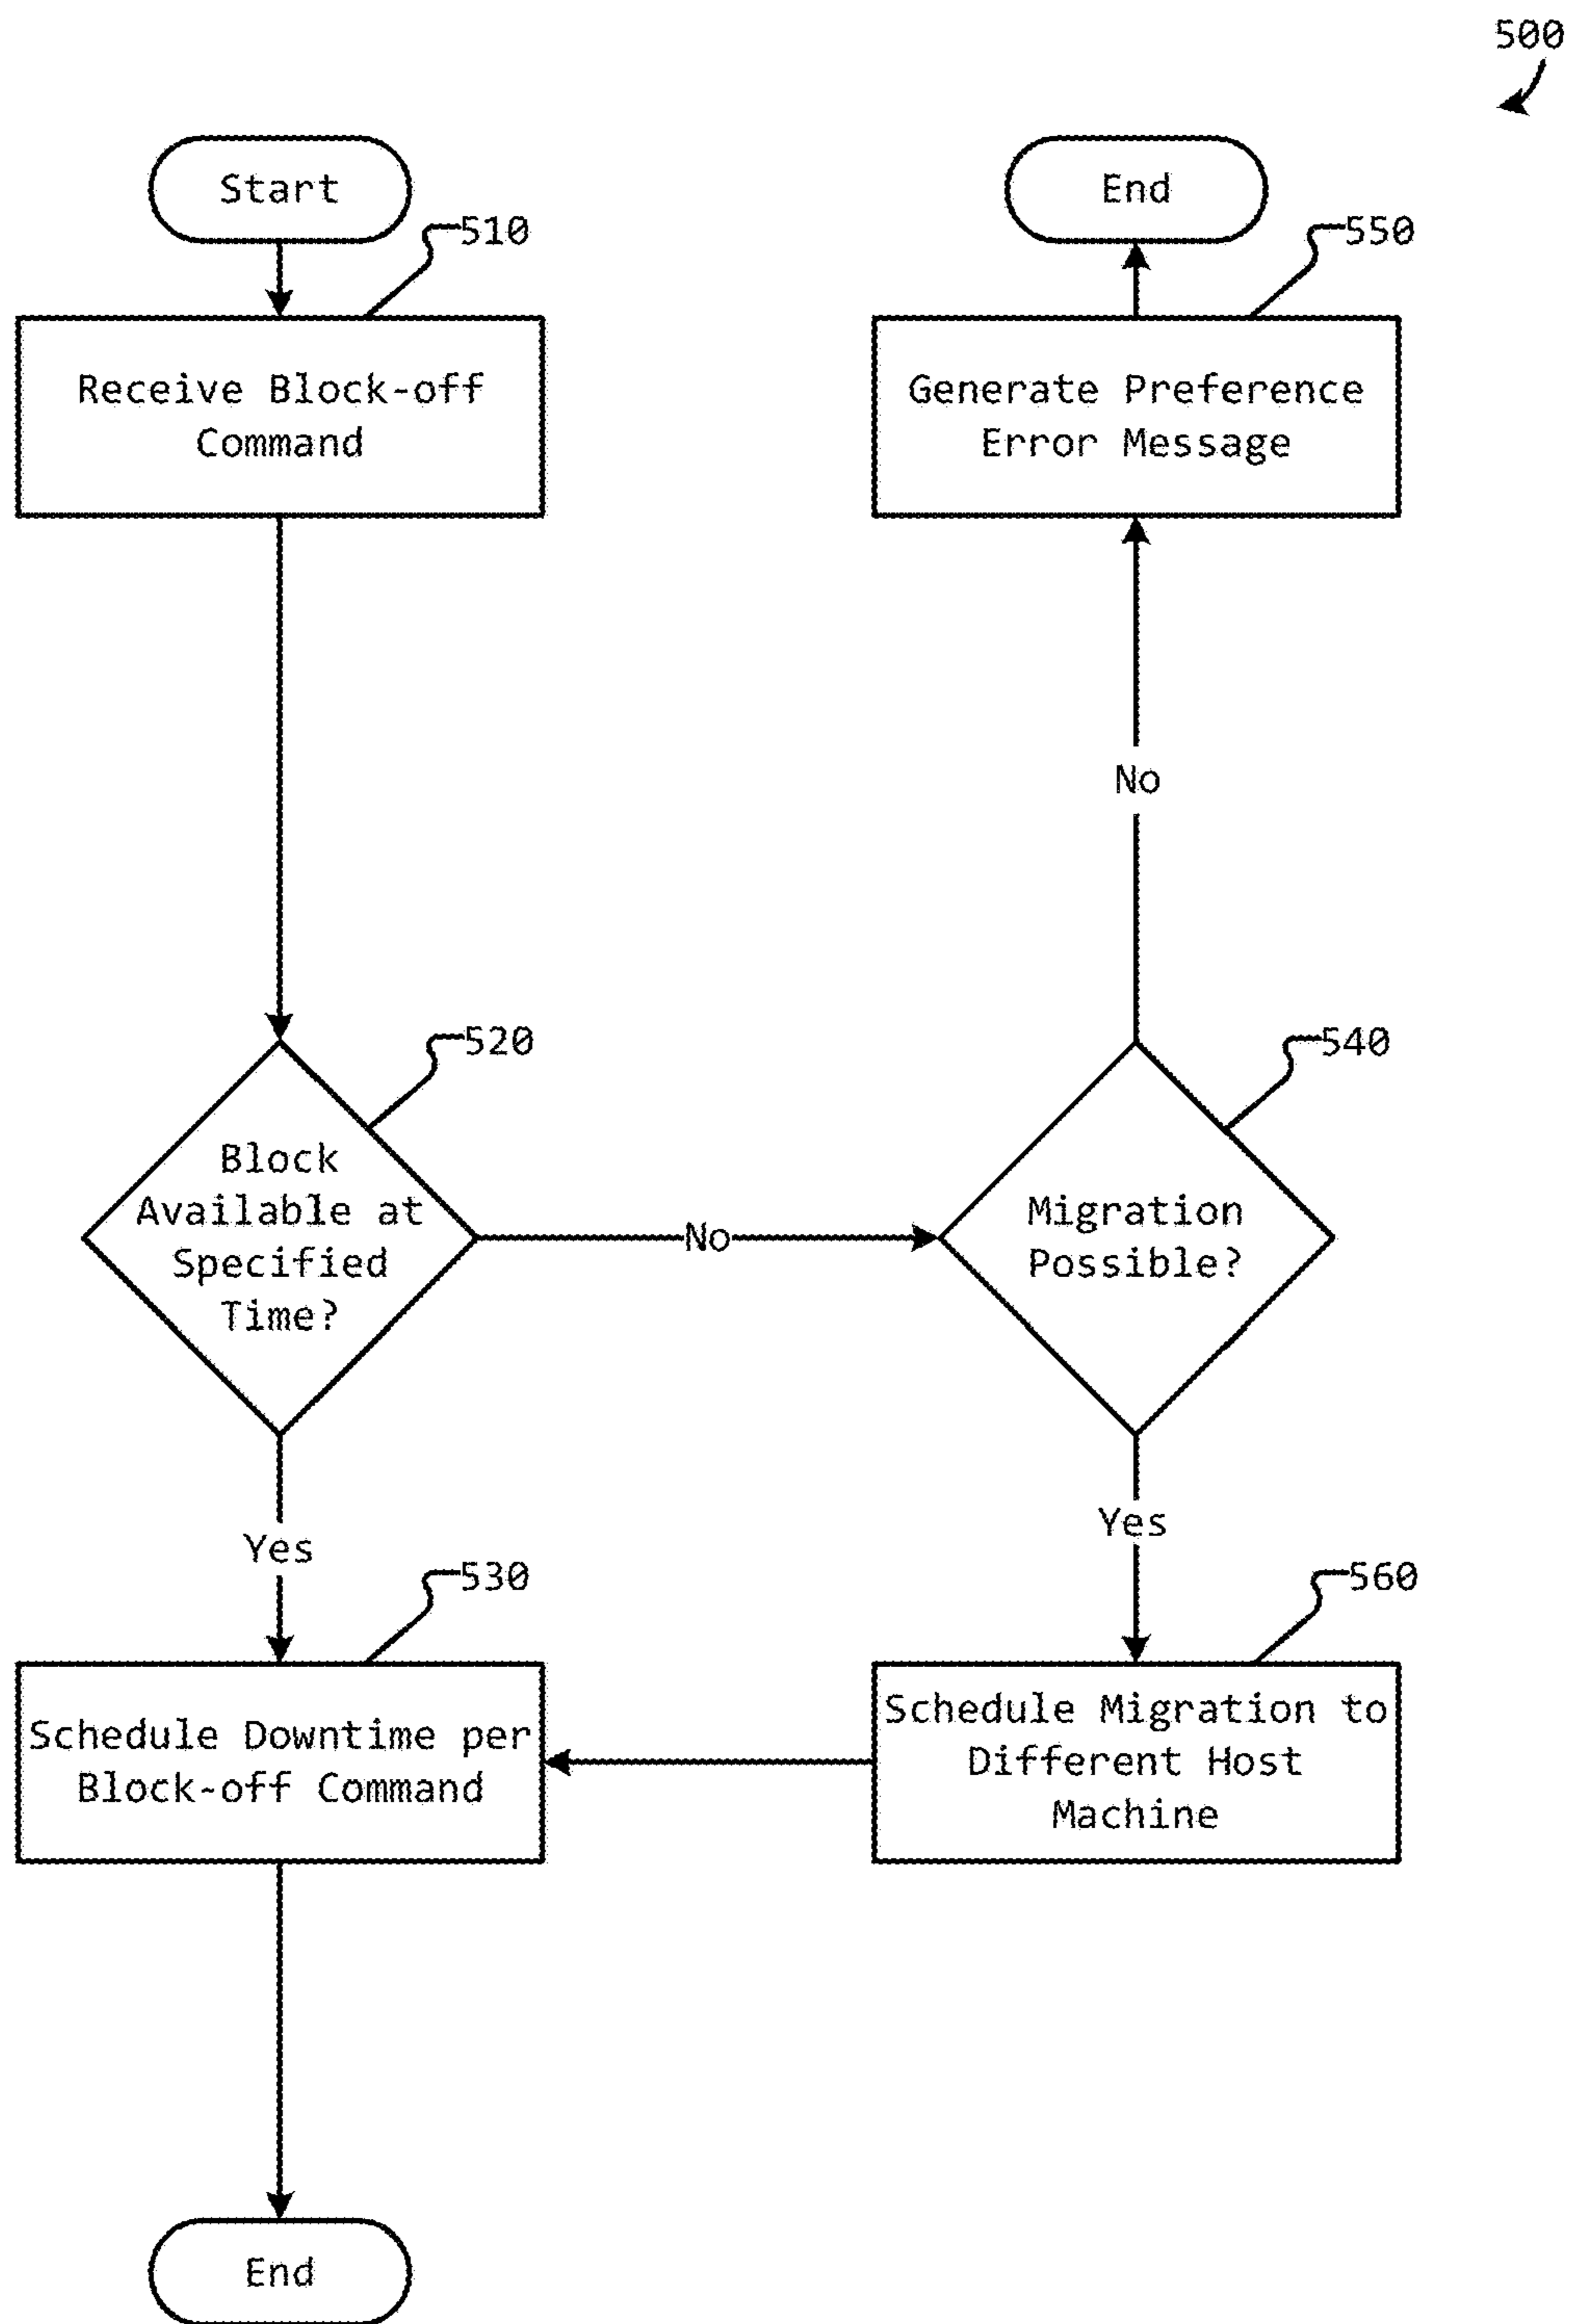 500
Start
End
510
550
Receive Block-off
Command
Generate Preference
Error Message
No
520
540
Block
Available at
Specified
Time?
No
Migration
Possible?
Yes
Yes
530
560
Schedule Downtime per
Block-off Command
Schedule Migration to
Different Host
Machine
End